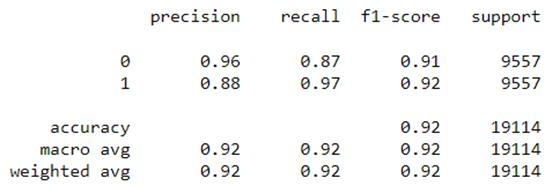 precision recall f1-score support
0 0.96 0.87 0.91 9557
1 0.88 0.97 0.92 9557
accuracy 0.92 19114
macro avg 0.92 0.92 0.92 19114
weighted avg 0.92 0.92 0.92 19114